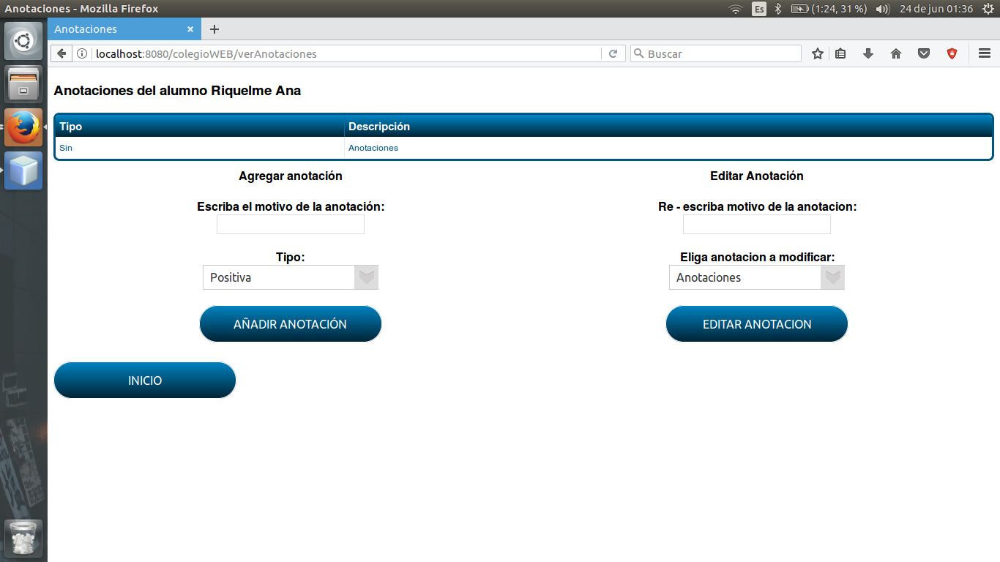 Anotaciones - Mozilla Firefox
Es
(1:24, 31 %)
24 de jun 01:36
Anotaciones
localhost:8080/colegioWEB/verAnotaciones
Buscar
Anotaciones del alumno Riquelme Ana
Tipo Descripción
Sin Anotaciones
Agregar anotación
Escriba el motivo de la anotación:
Tipo:
Positiva
AÑADIR ANOTACIÓN
Editar Anotación
Re - escriba motivo de la anotacion:
Eliga anotacion a modificar:
Anotaciones
EDITAR ANOTACION
INICIO